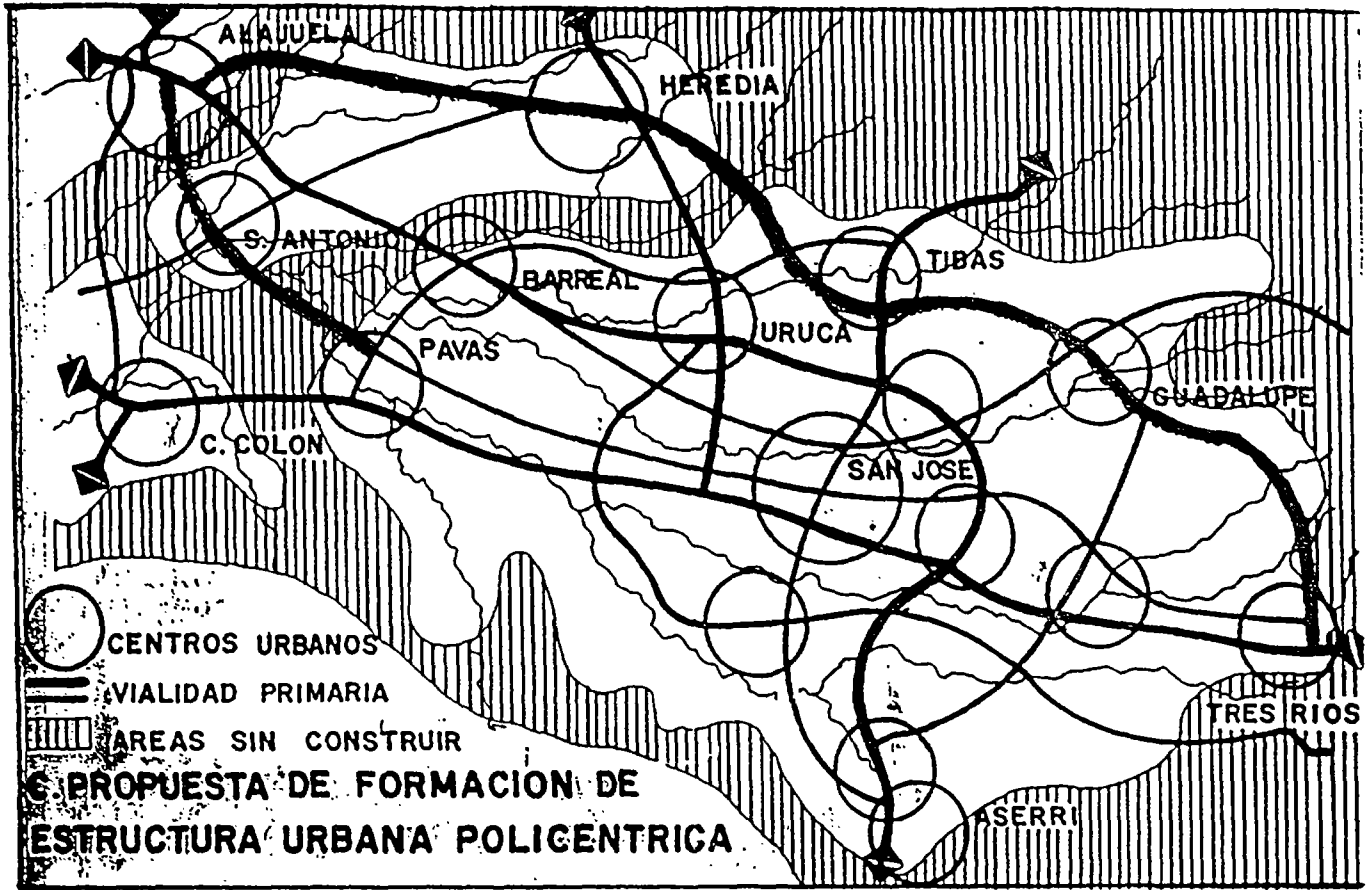 ALAJUELA
HEREDIA
S. ANTONIO
BARREAL
TIBAS
URUCA
PAVAS
GUADALUPE
C. COLON
SAN JOSE
CENTROS URBANOS
VIALIDAD PRIMARIA
TRES RIOS
AREAS SIN CONSTRUIR
C. PROPUESTA DE FORMACION DE
ESTRUCTURA URBANA POLICENTRICA
ASERRI